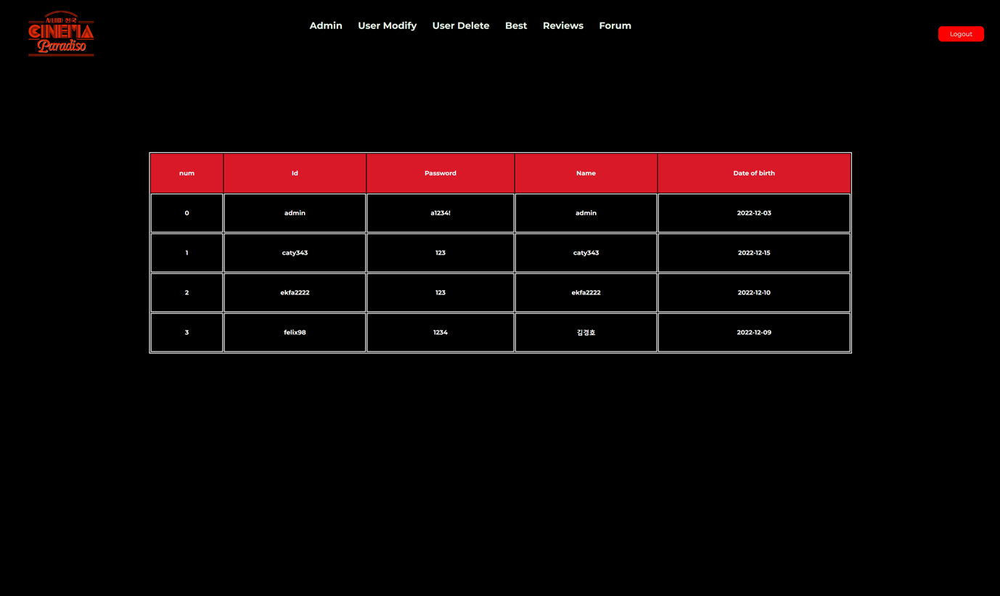 시네마 천국
CINEMA
Paradiso
Admin User Modify User Delete Best Reviews Forum
Logout
num Id Password Name Date of birth
0 admin a1234! admin 2022-12-03
1 caty343 123 caty343 2022-12-15
2 ekfa2222 123 ekfa2222 2022-12-10
3 felix98 1234 김경호 2022-12-09